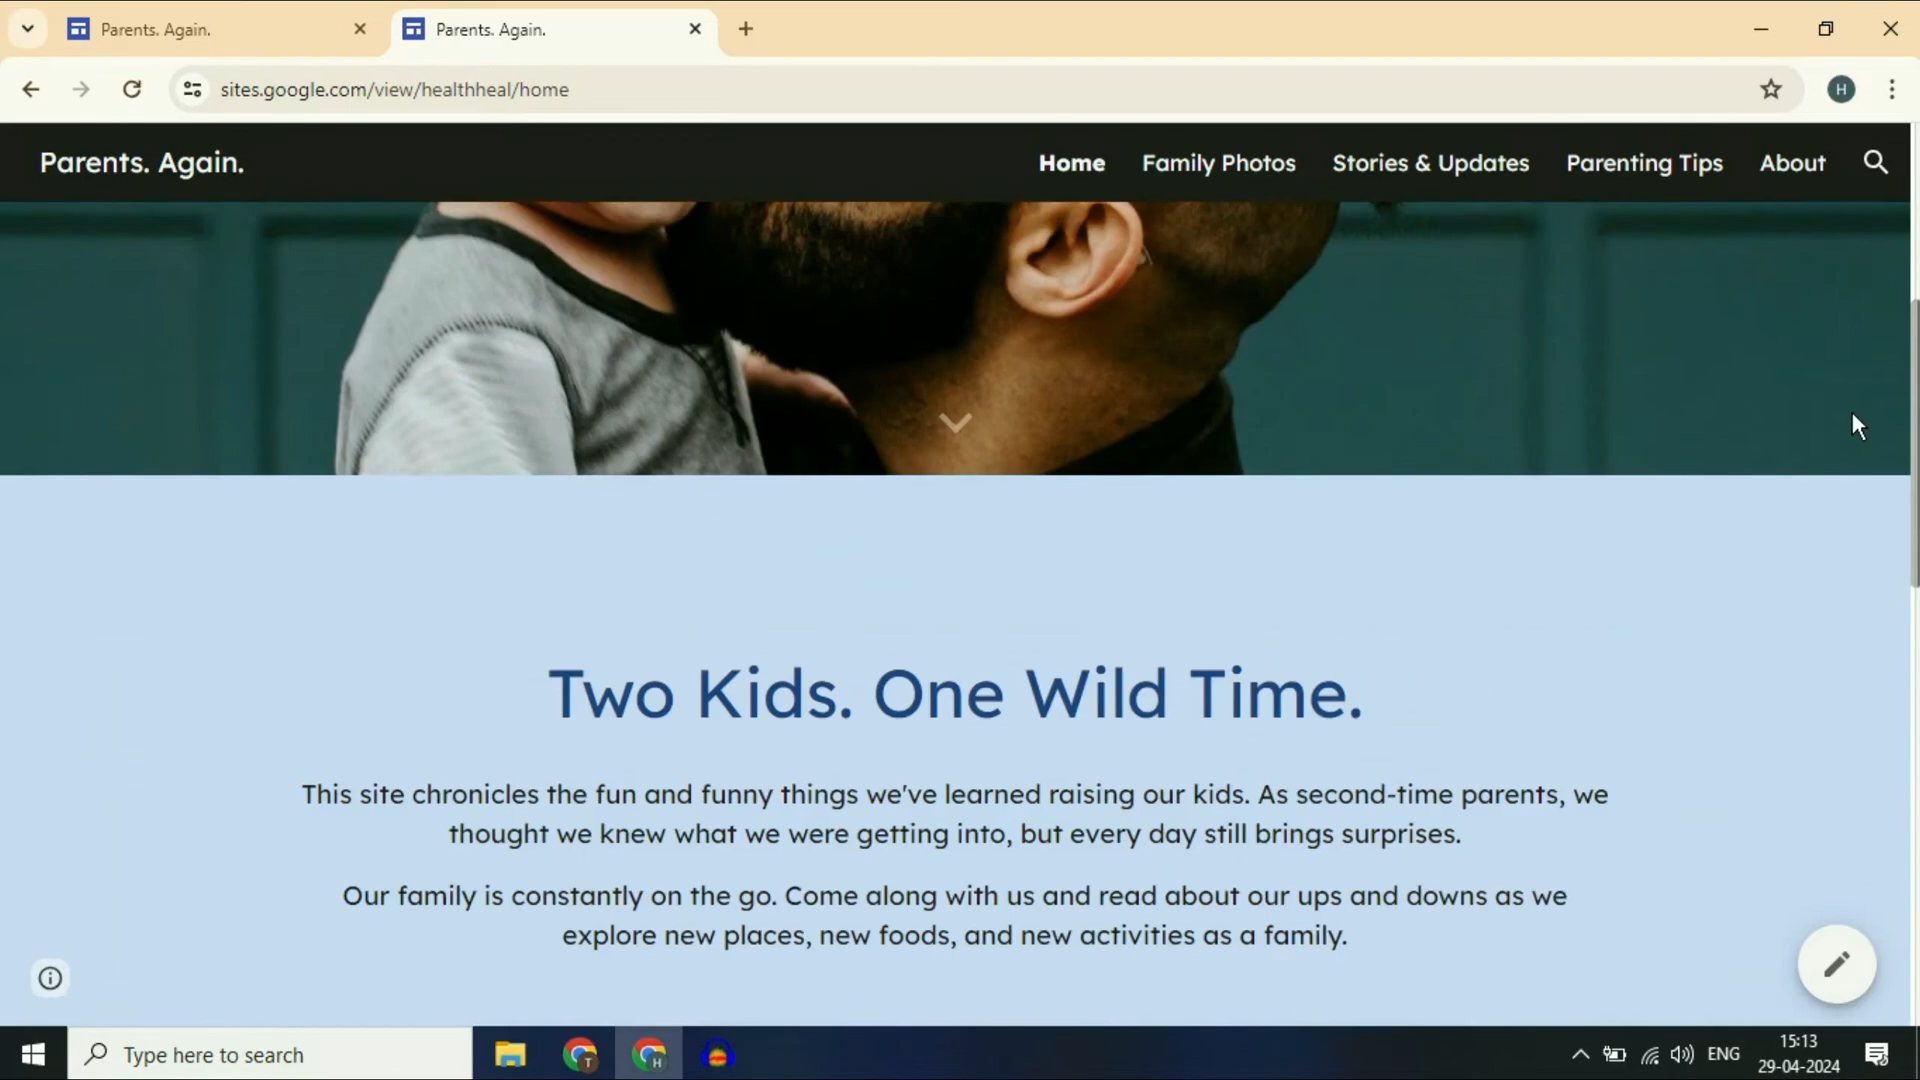 Parents. Again.
Parents. Again.
sites.google.com/view/healthheal/home
H
Parents. Again.
Home
Family Photos
Stories & Updates
Parenting Tips
About
Two Kids. One Wild Time.
This site chronicles the fun and funny things we've learned raising our kids. As second-time parents, we
thought we knew what we were getting into, but every day still brings surprises.
Our family is constantly on the go. Come along with us and read about our ups and downs as we
explore new places, new foods, and new activities as a family.
Type here to search
T
H
ENG
15:13
29-04-2024